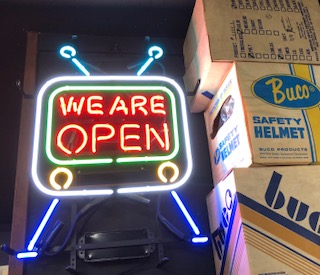 WE ARE
OPEN
Buco
SAFETY
HELMET
BUCO PRODUCTS
SAFETY
HELMET
buco